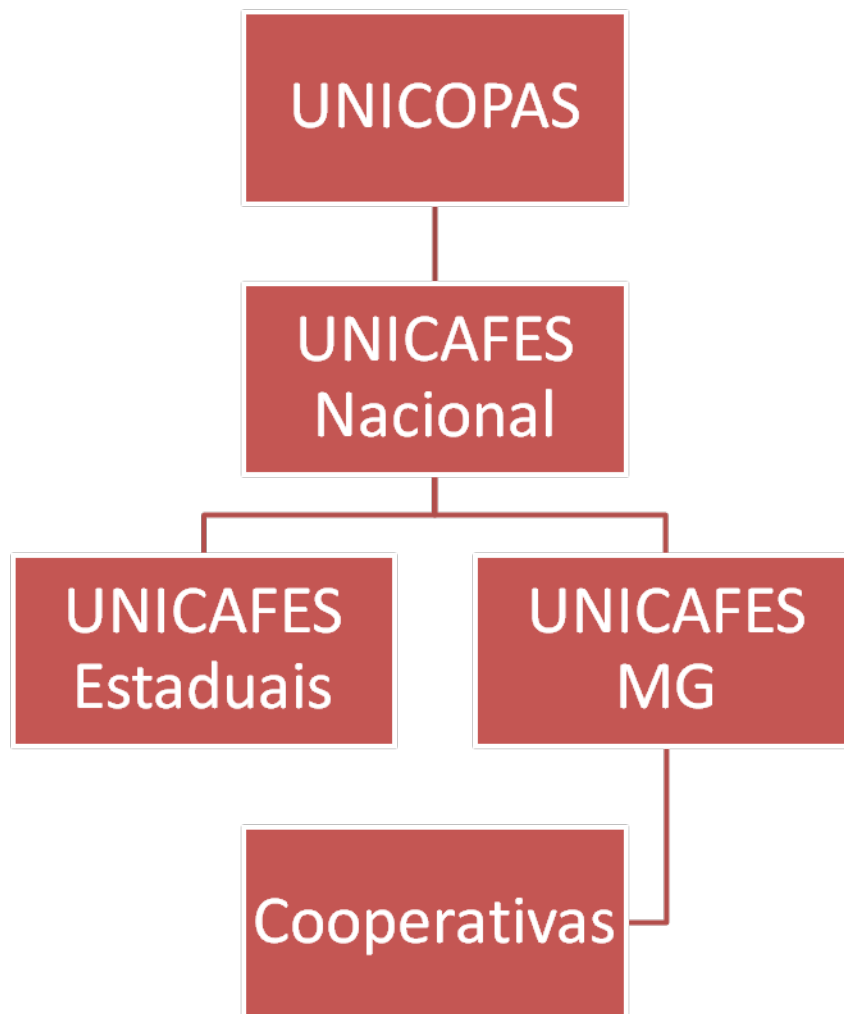 UNICOPAS
UNICAFES
Nacional
UNICAFES
Estaduais
UNICAFES
MG
Cooperativas